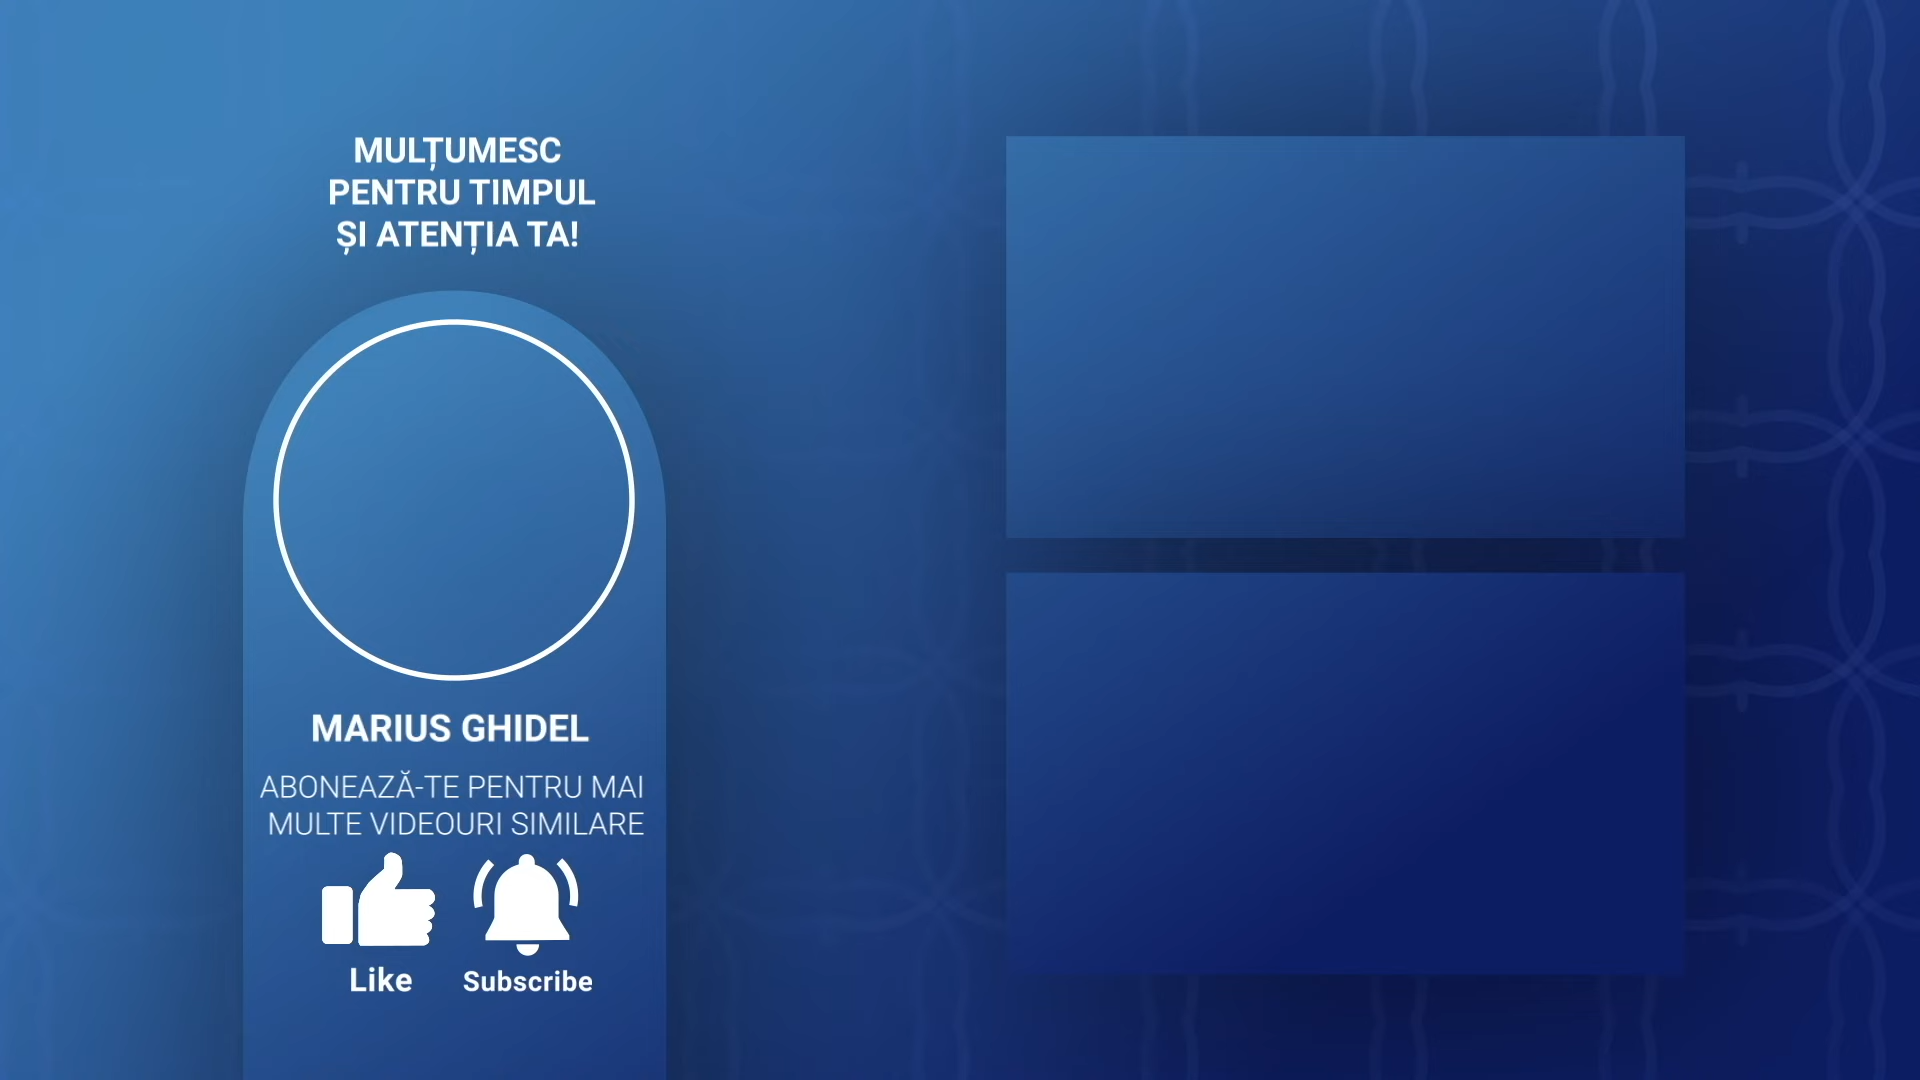 MULȚUMESC
PENTRU TIMPUL
ȘI ATENȚIA TA!
MARIUS GHIDEL
ABONEAZĂ-TE PENTRU MAI
MULTE VIDEOURI SIMILARE
Like
Subscribe